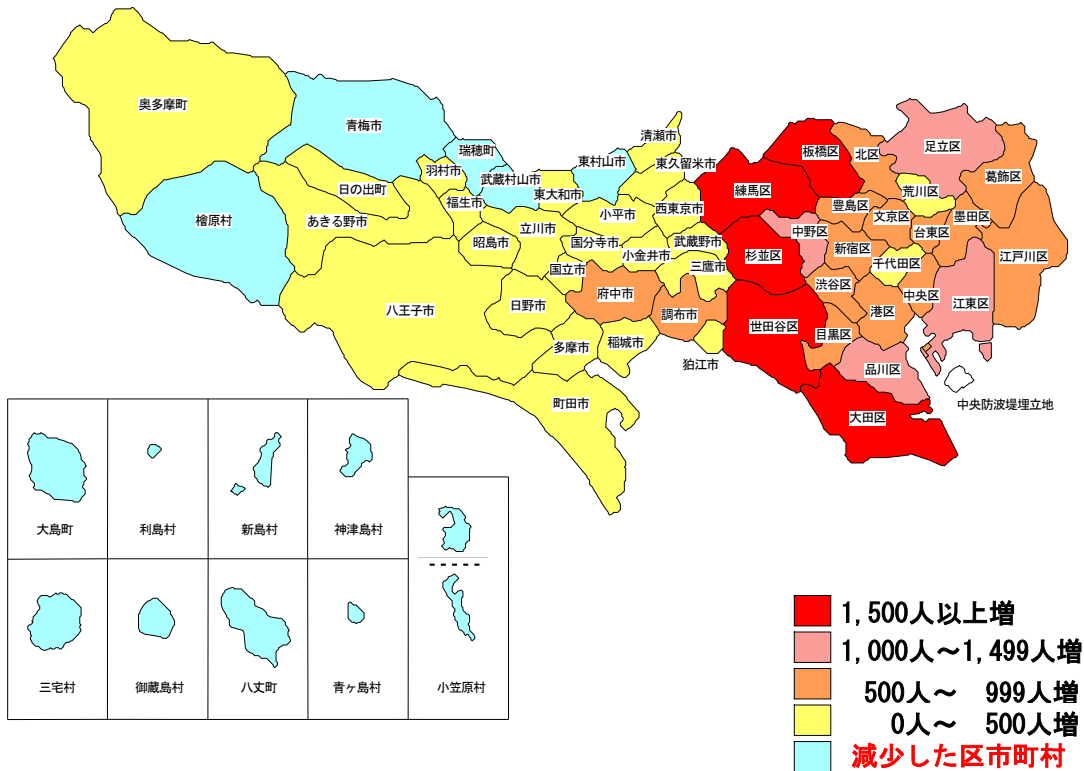 奥多摩町
青梅市
瑞穂町
羽村市
武蔵村山市
福生市
日の出町
あきる野市
檜原村
八王子市
昭島市
立川市
東大和市
東村山市
清瀬市
東久留米市
小平市
西東京市
国分寺市
小金井市
武蔵野市
三鷹市
国立市
府中市
調布市
日野市
多摩市
稲城市
狛江市
町田市
板橋区
練馬区
北区
足立区
葛飾区
荒川区
豊島区
文京区
台東区
墨田区
中野区
杉並区
新宿区
千代田区
江戸川区
渋谷区
中央区
江東区
港区
世田谷区
目黒区
品川区
大田区
中央防波堤埋立地
大島町
利島村
新島村
神津島村
三宅村
御蔵島村
八丈町
青ヶ島村
小笠原村
1,500人以上増
1,000人～1,499人増
500人～ 999人増
0人～ 500人増
減少した区市町村